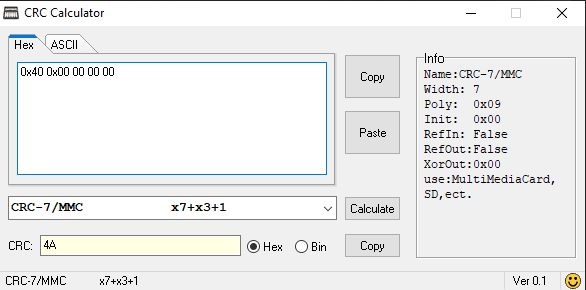 CRC Calculator
Hex ASCII
0x40 0x00 00 00 00
Copy
Paste
Info
Name:CRC-7/MMC
Width: 7
Poly: 0x09
Init: 0x00
RefIn: False
RefOut:False
XorOut:0x00
use:MultiMediaCard,
SD,ect.
CRC-7/MMC x7+x3+1
Calculate
CRC: 4A Hex Bin Copy
CRC-7/MMC x7+x3+1 Ver 0.1